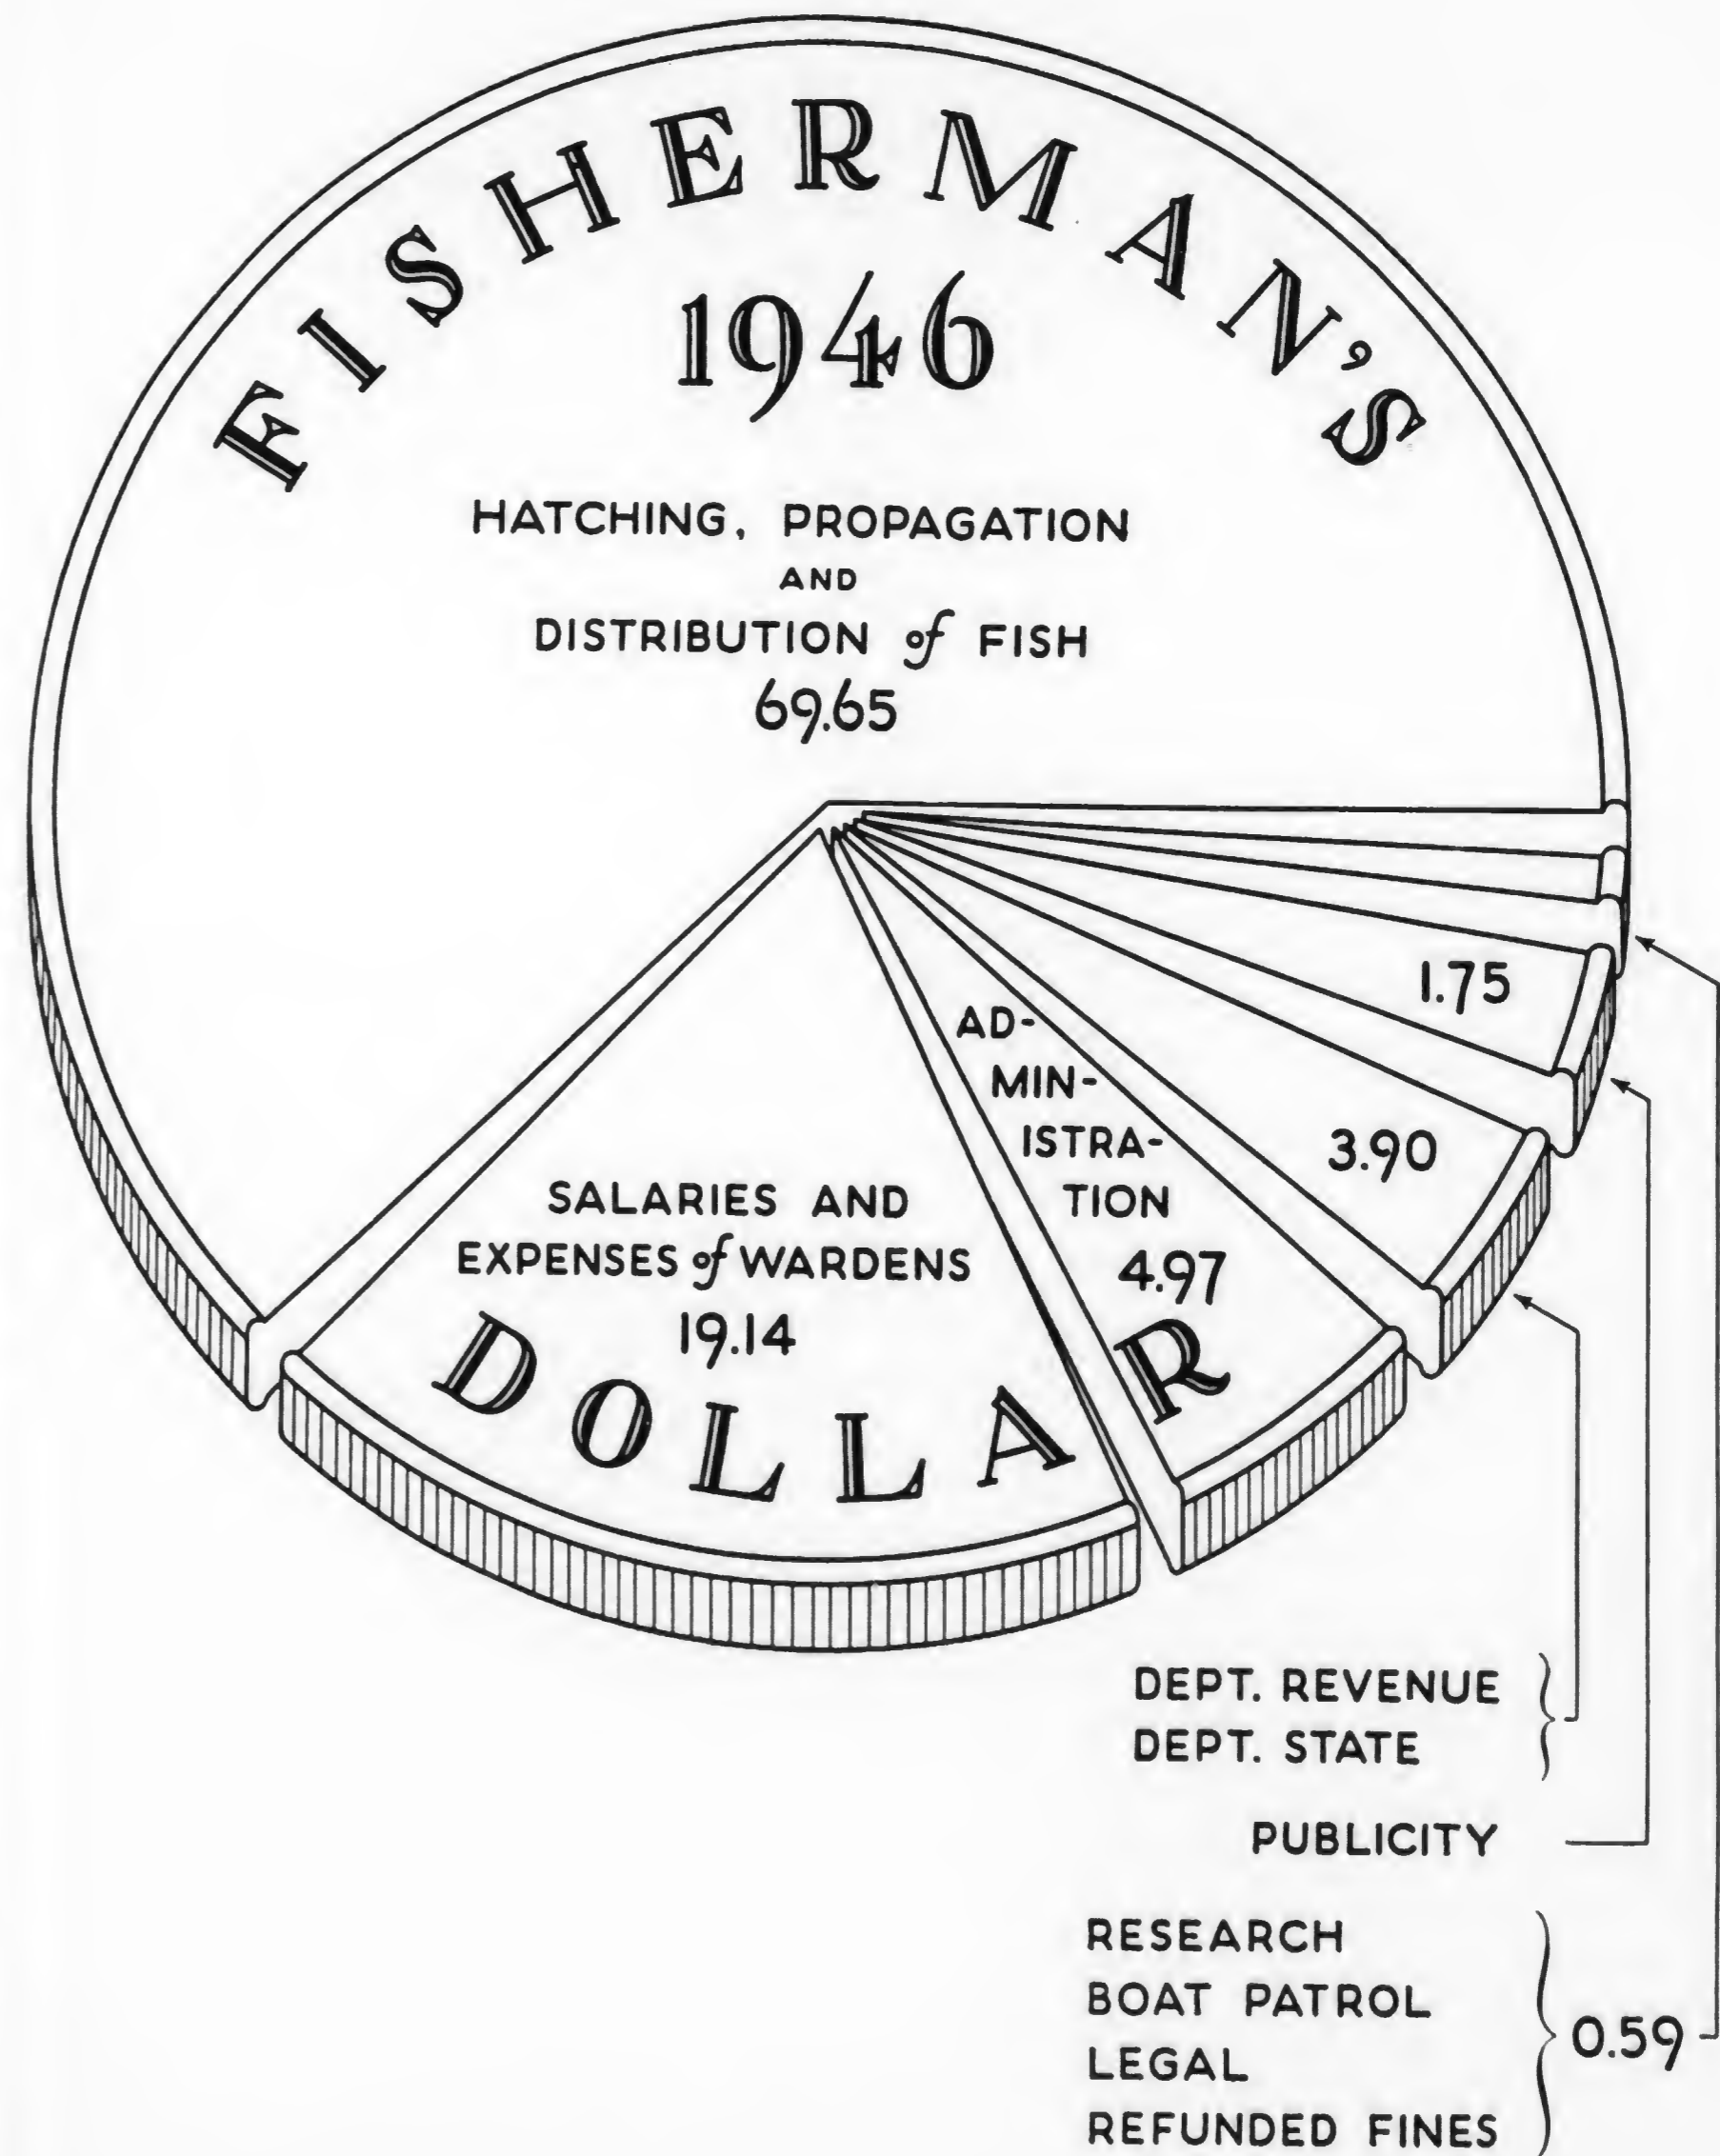 FISHERMAN'S
1946
HATCHING, PROPAGATION
AND
DISTRIBUTION of FISH
69.65
1.75
3.90
AD-
MIN-
ISTRA-
TION
4.97
SALARIES AND
EXPENSES of WARDENS
19.14
DOLLAR
DEPT. REVENUE
DEPT. STATE
PUBLICITY
RESEARCH
BOAT PATROL
LEGAL
REFUNDED FINES
0.59